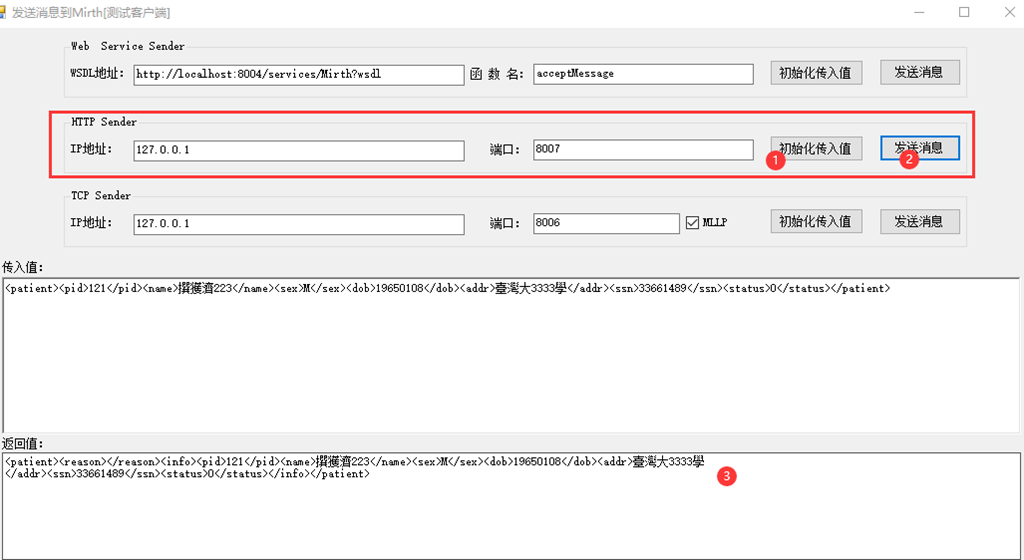 发送消息到Mirth[测试客户端]
Web Service Sender
WSDL地址: http://localhost:8004/services/Mirth?wsdl 函 数 名: acceptMessage 初始化传入值 发送消息
HTTP Sender
IP地址: 127.0.0.1 端口: 8007 初始化传入值 发送消息
1 2
TCP Sender
IP地址: 127.0.0.1 端口: 8006 MLLP 初始化传入值 发送消息
传入值:
<patient><pid>121</pid><name>撰獲濟223</name><sex>M</sex><dob>19650108</dob><addr>臺灣大3333學</addr><ssn>33661489</ssn><status>0</status></patient>
返回值:
<patient><reason></reason><info><pid>121</pid><name>撰獲濟223</name><sex>M</sex><dob>19650108</dob><addr>臺灣大3333學
</addr><ssn>33661489</ssn><status>0</status></info></patient>
3